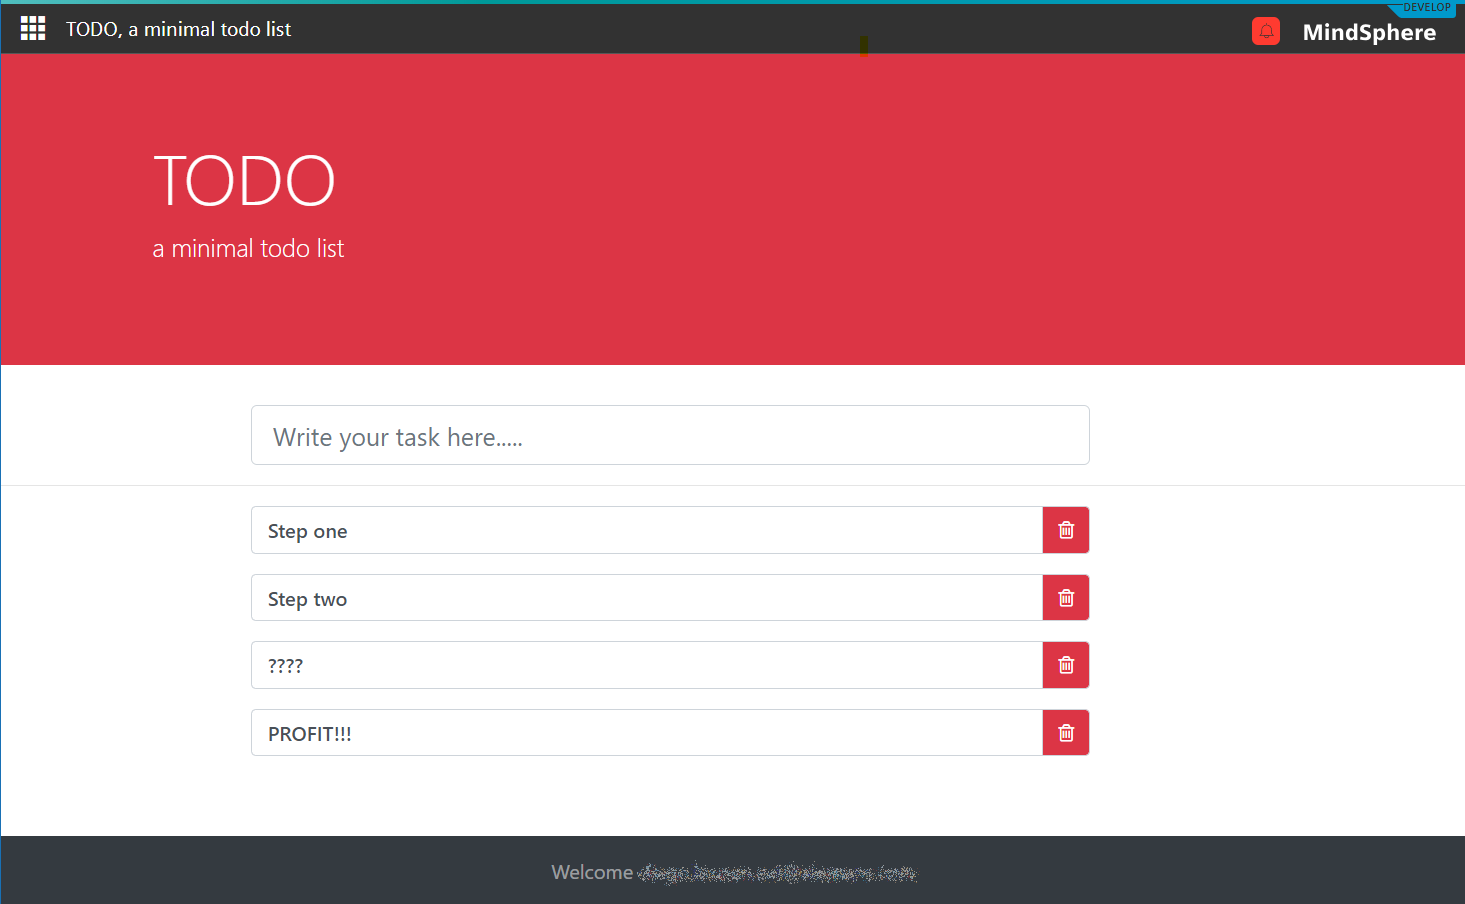 DEVELOP
TODO, a minimal todo list
MindSphere
TODO
a minimal todo list
Write your task here.....
Step one
Step two
????
PROFIT!!!
Welcome